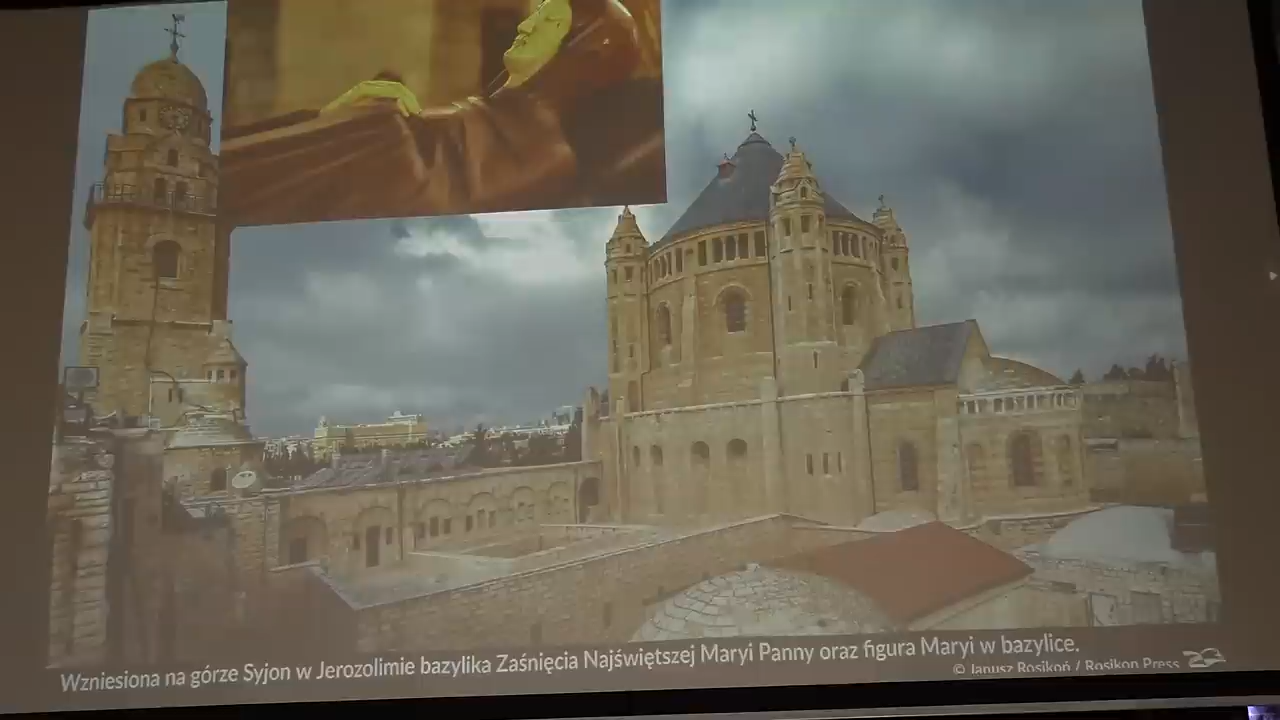 Wzniesiona na górze Syjon w Jerozolimie bazylika Zaśnięcia Najświętszej Maryi Panny oraz figura Maryi w bazylice.
© Janusz Rosikoń / Rosikon Press